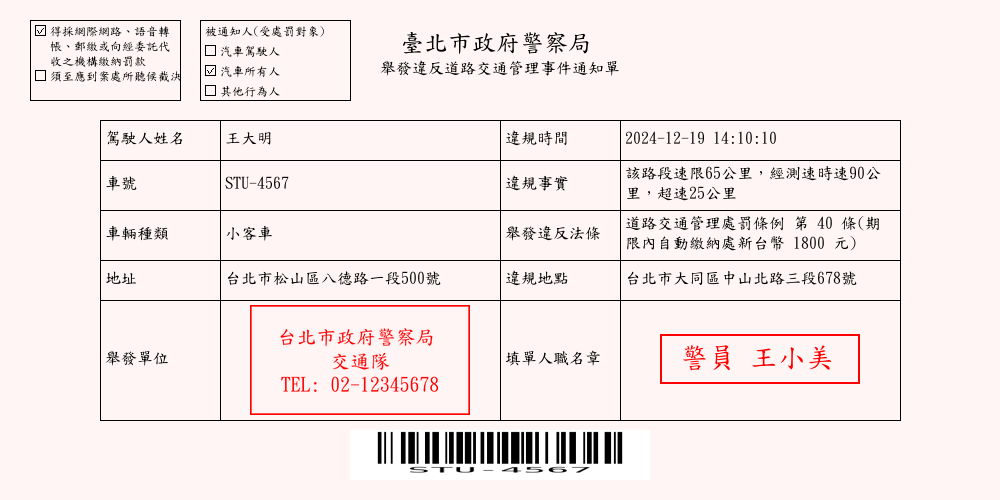 ☑ 得採網際網路、語音轉
帳、郵繳或向經委託代
收之機構繳納罰款
☐ 須至應到案處所聽候裁決
被通知人(受處罰對象)
☐ 汽車駕駛人
☑ 汽車所有人
☐ 其他行為人
臺北市政府警察局
舉發違反道路交通管理事件通知單
駕駛人姓名 王大明 違規時間 2024-12-19 14:10:10
車號 STU-4567 違規事實 該路段速限65公里，經測速時速90公
里，超速25公里
車輛種類 小客車 舉發違反法條 道路交通管理處罰條例 第 40 條(期
限內自動繳納處新台幣 1800 元)
地址 台北市松山區八德路一段500號 違規地點 台北市大同區中山北路三段678號
舉發單位
台北市政府警察局
交通隊
TEL: 02-12345678
填單人職名章
警員 王小美
STU-4567